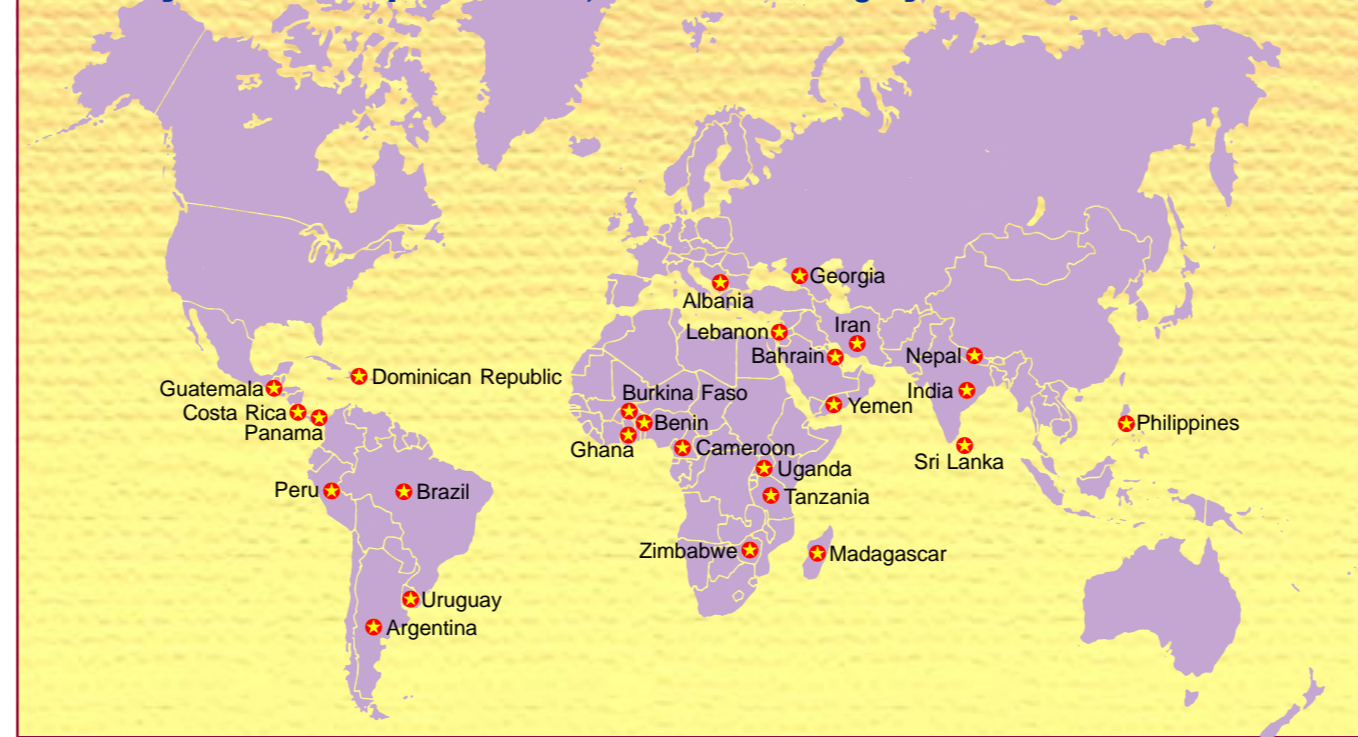 Georgia
Albania
Lebanon
Iran
Bahrain
Nepal
Dominican Republic
Guatemala
Burkina Faso
India
Yemen
Costa Rica
Panama
Benin
Philippines
Ghana
Cameroon
Sri Lanka
Uganda
Peru
Brazil
Tanzania
Zimbabwe
Madagascar
Uruguay
Argentina